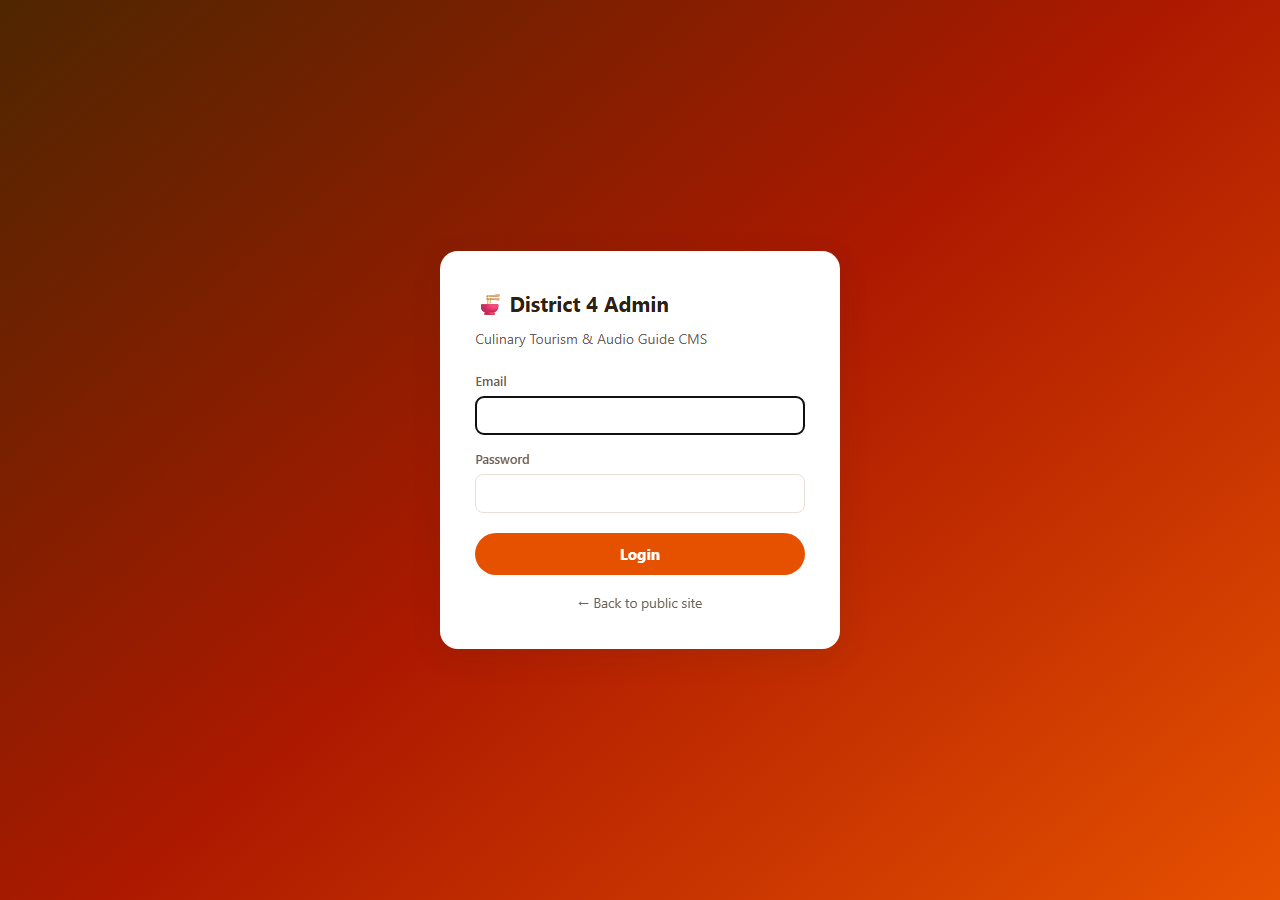 District 4 Admin
Culinary Tourism & Audio Guide CMS
Email
Password
Login
← Back to public site